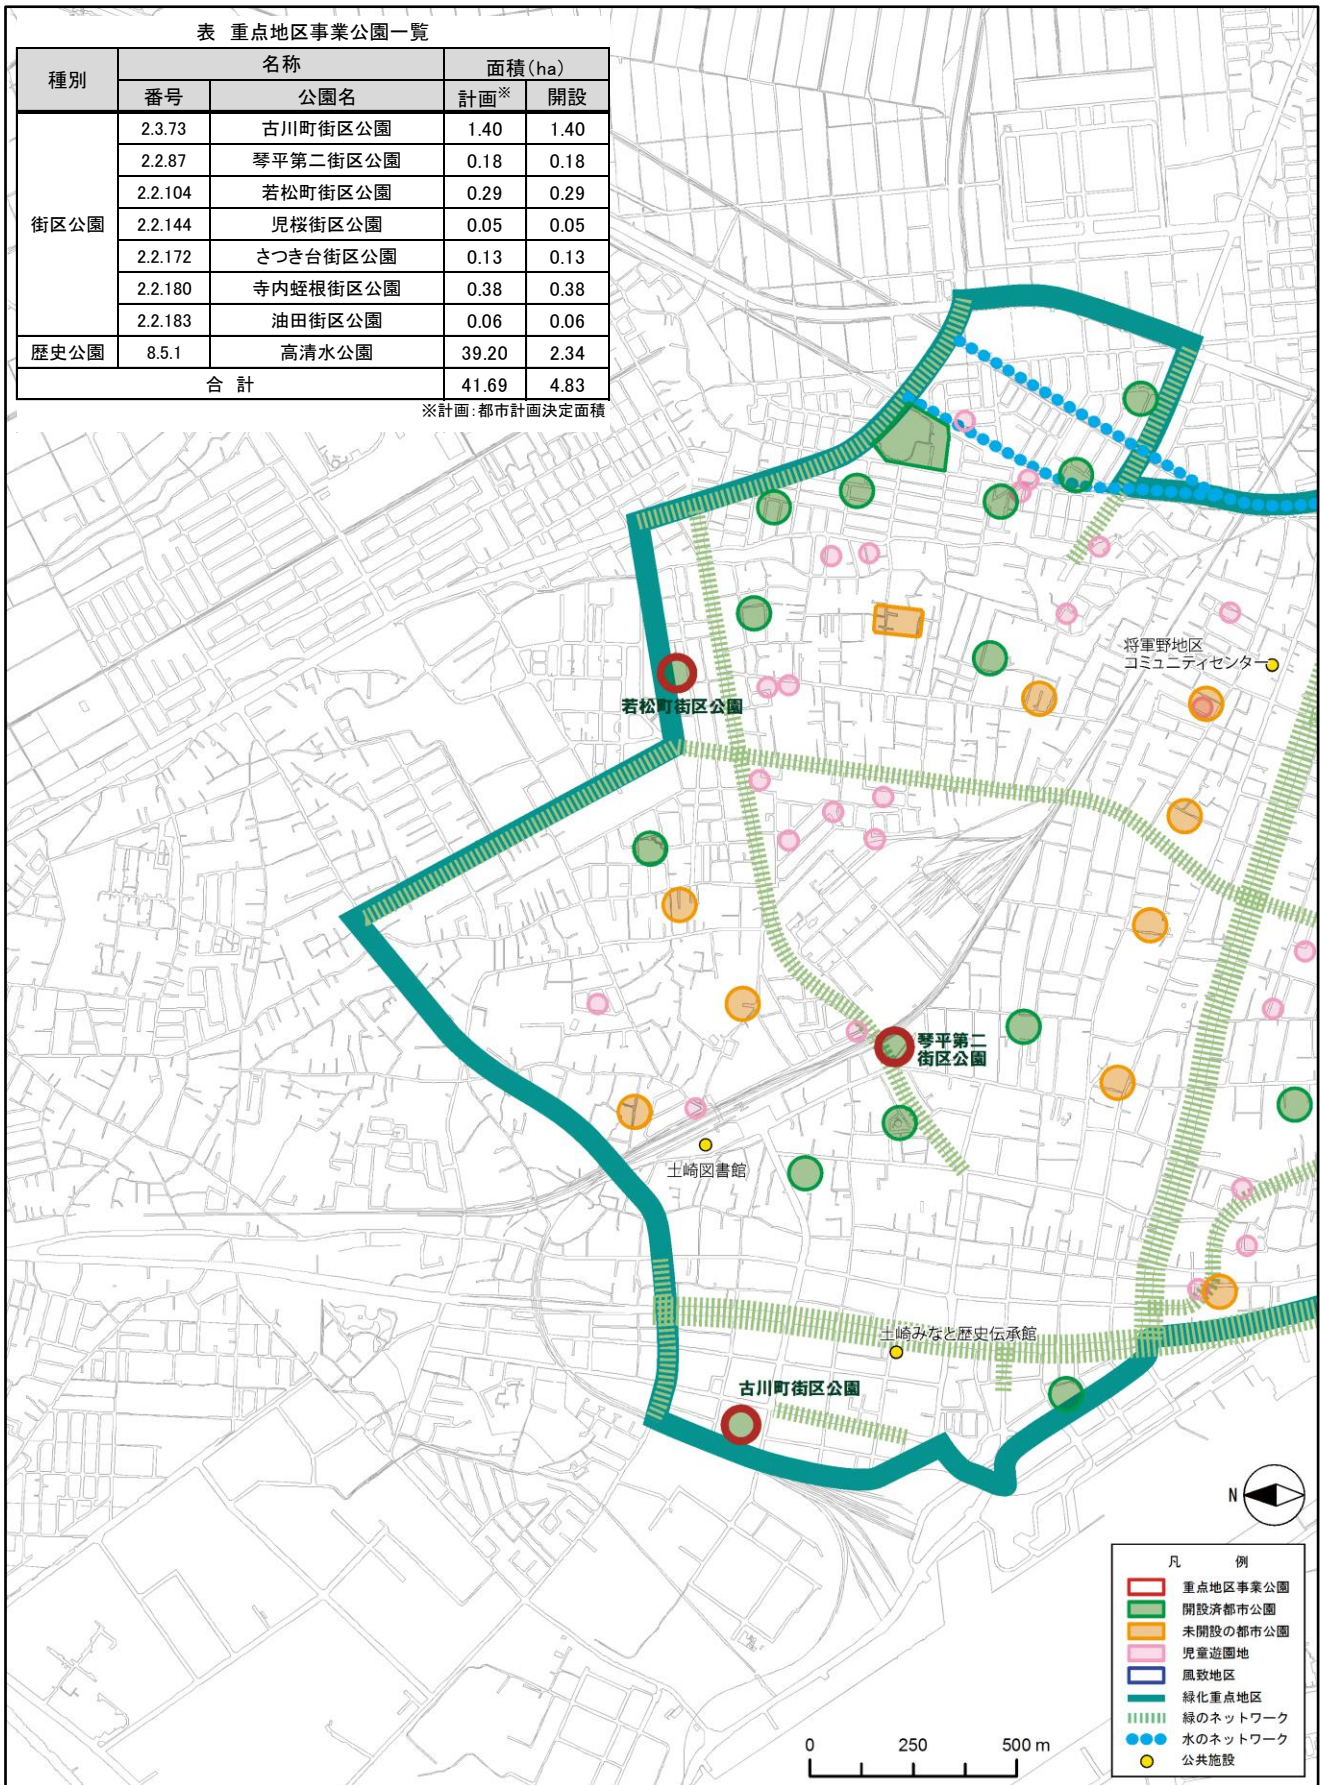 表 重点地区事業公園一覧
種別 名称 面積(ha)
番号 公園名 計画※ 開設
街区公園 2.3.73 古川町街区公園 1.40 1.40
2.2.87 琴平第二街区公園 0.18 0.18
2.2.104 若松町街区公園 0.29 0.29
2.2.144 児桜街区公園 0.05 0.05
2.2.172 さつき台街区公園 0.13 0.13
2.2.180 寺内蛭根街区公園 0.38 0.38
2.2.183 油田街区公園 0.06 0.06
歴史公園 8.5.1 高清水公園 39.20 2.34
合 計 41.69 4.83
※計画:都市計画決定面積
将軍野地区
コミュニティセンター
若松町街区公園
琴平第二
街区公園
土崎図書館
土崎みなと歴史伝承館
古川町街区公園
N
凡 例
重点地区事業公園
開設済都市公園
未開設の都市公園
児童遊園地
風致地区
緑化重点地区
緑のネットワーク
水のネットワーク
公共施設
0 250 500 m